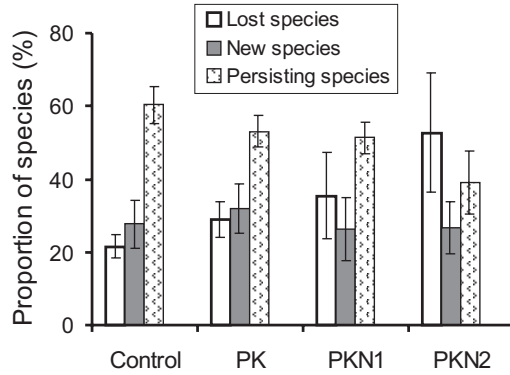 80
60
40
20
0
Proportion of species (%)
Lost species
New species
Persisting species
Control PK PKN1 PKN2